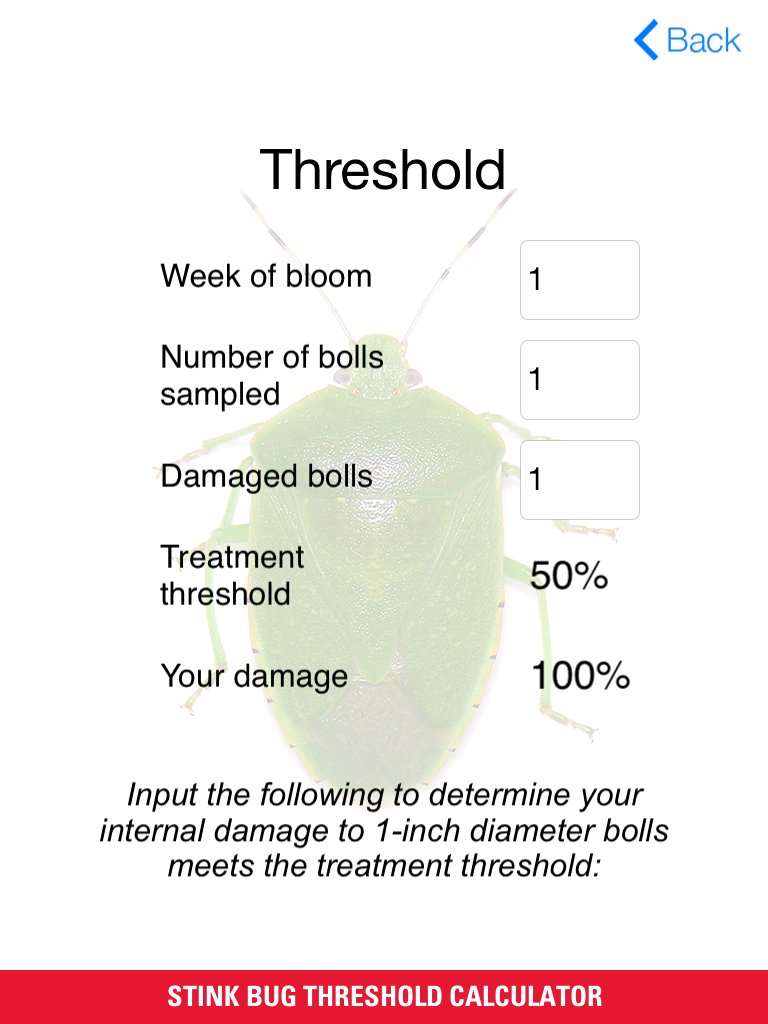 Back
Threshold
Week of bloom
1
Number of bolls
sampled
1
Damaged bolls
1
Treatment
threshold
50%
Your damage
100%
Input the following to determine your
internal damage to 1-inch diameter bolls
meets the treatment threshold:
STINK BUG THRESHOLD CALCULATOR